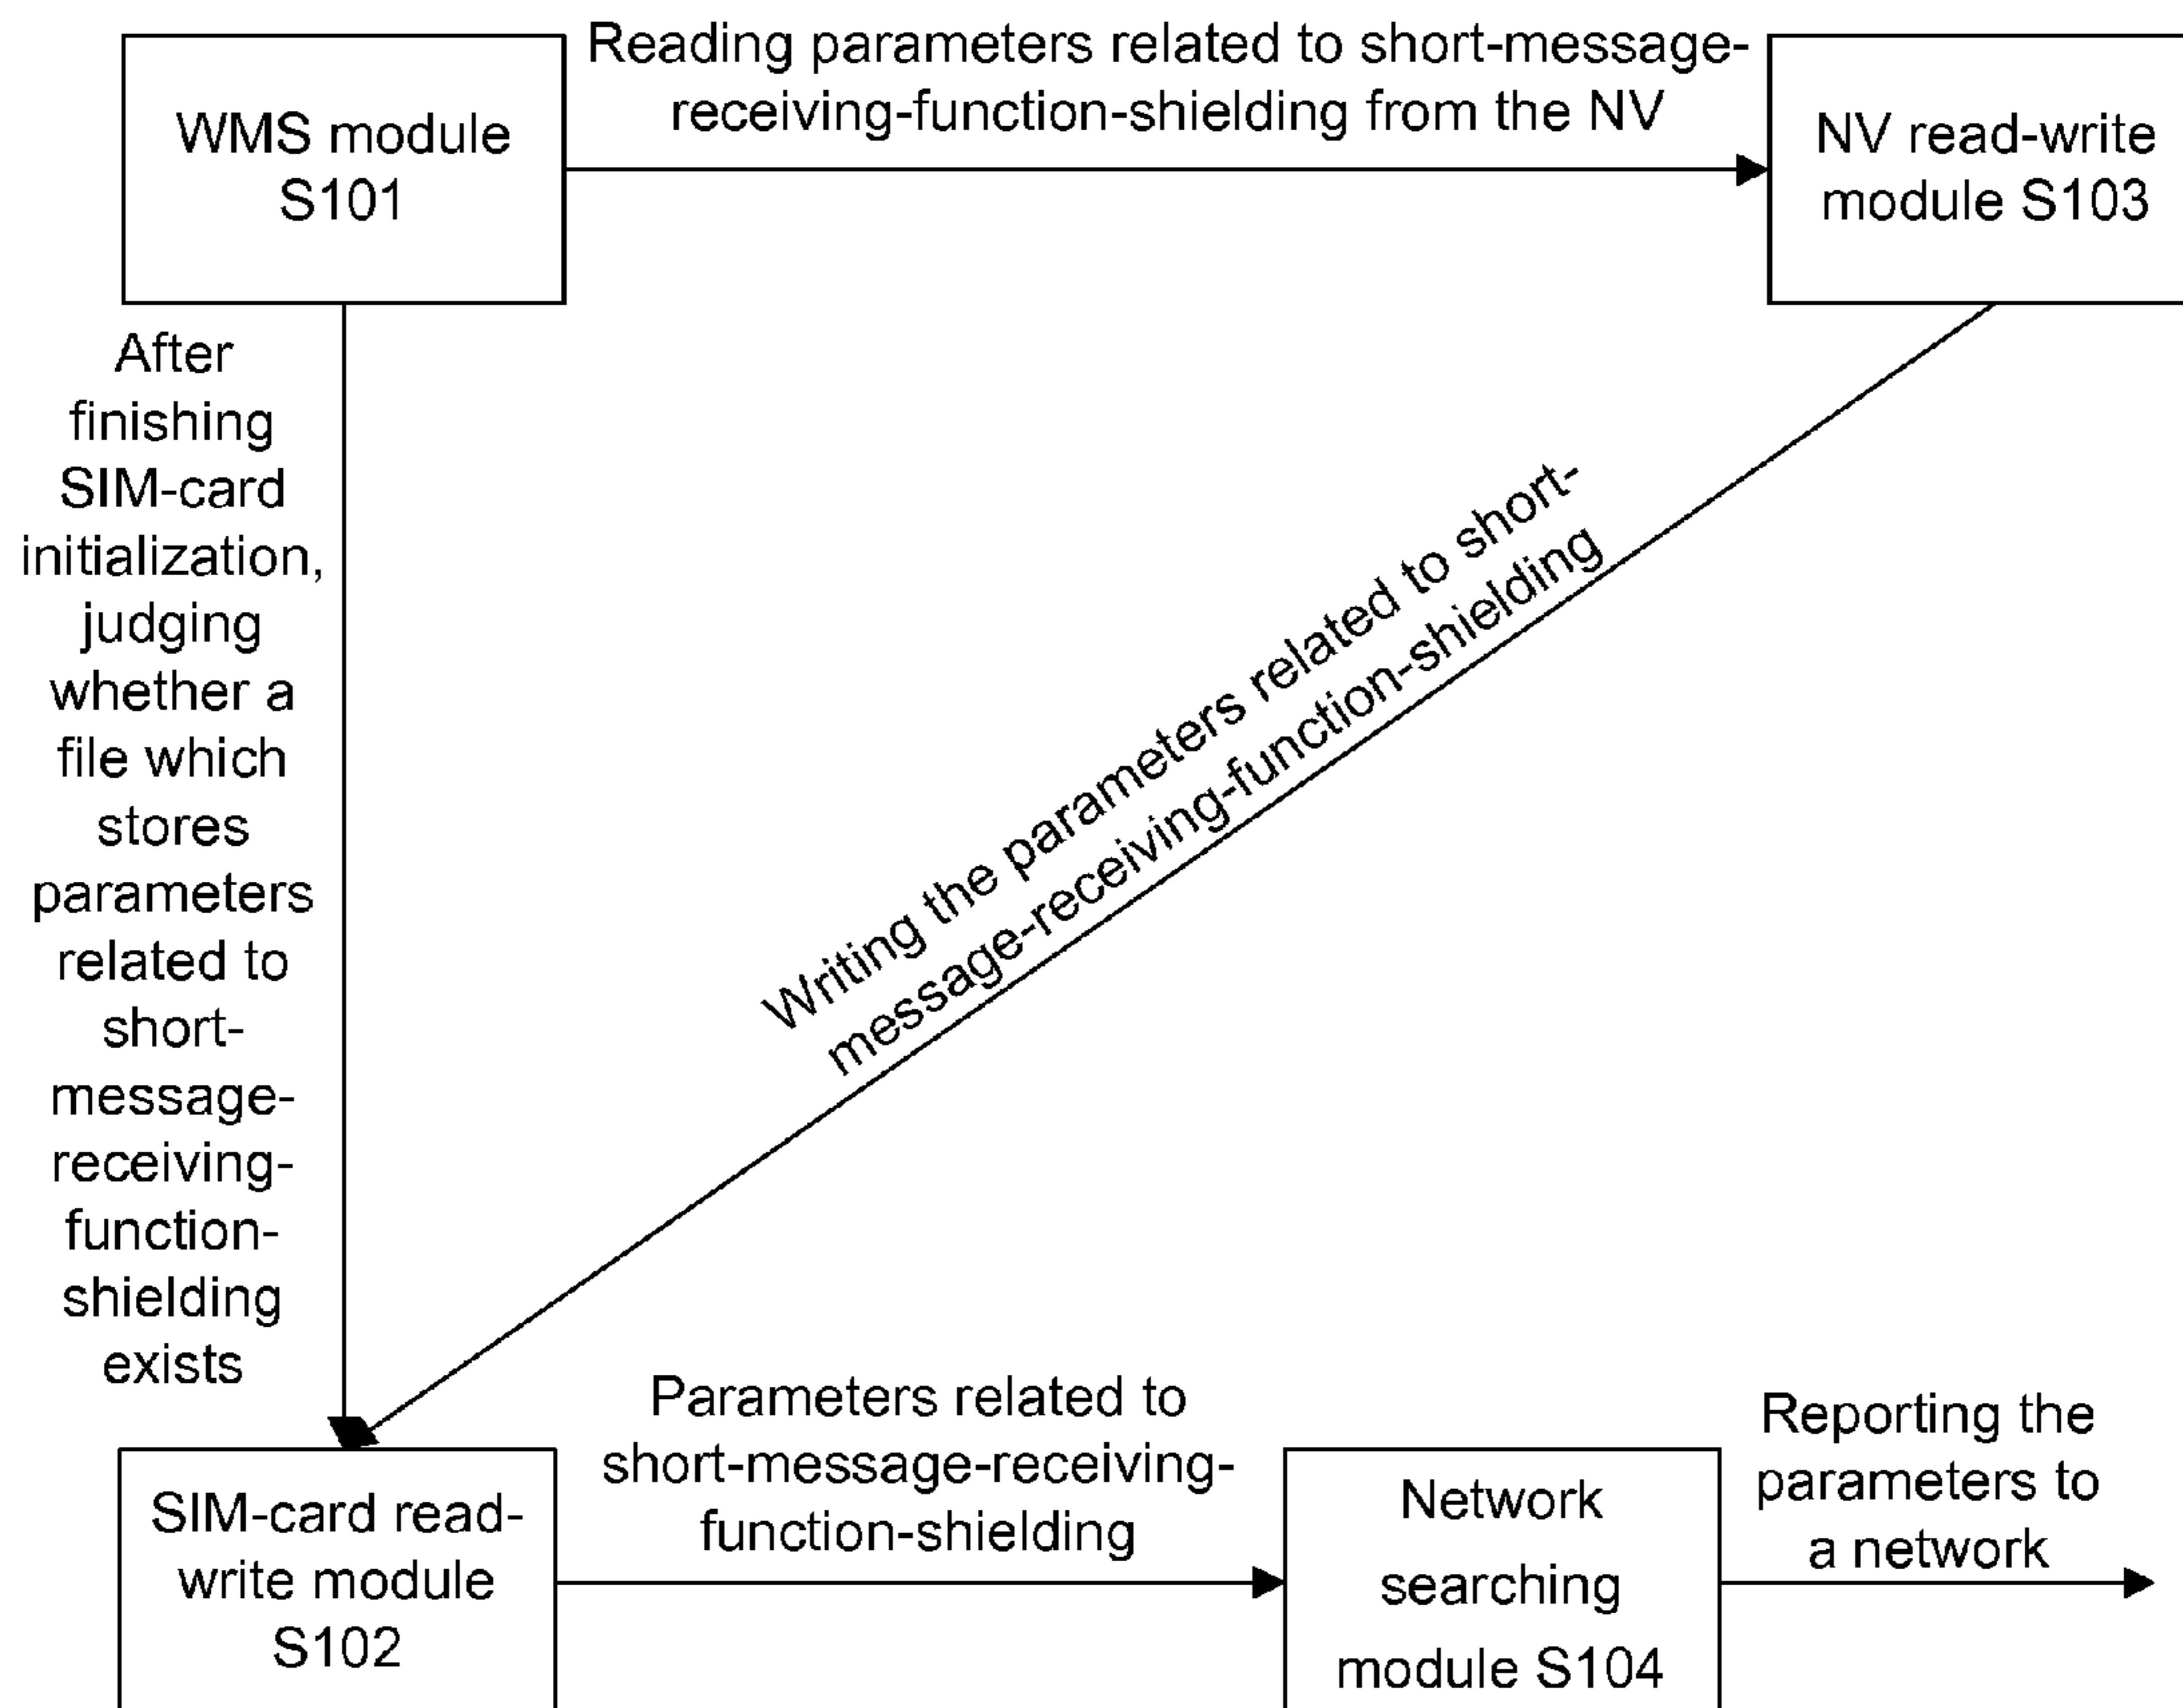 Reading parameters related to short-message-
receiving-function-shielding from the NV
WMS module
S101
NV read-write
module S103
After
finishing
SIM-card
initialization,
judging
whether a
file which
stores
parameters
related to
short-
message-
receiving-
function-
shielding
exists
Writing the parameters related to short-
message-receiving-function-shielding
Parameters related to
short-message-receiving-
function-shielding
Reporting the
parameters to
a network
SIM-card read-
write module
S102
Network
searching
module S104